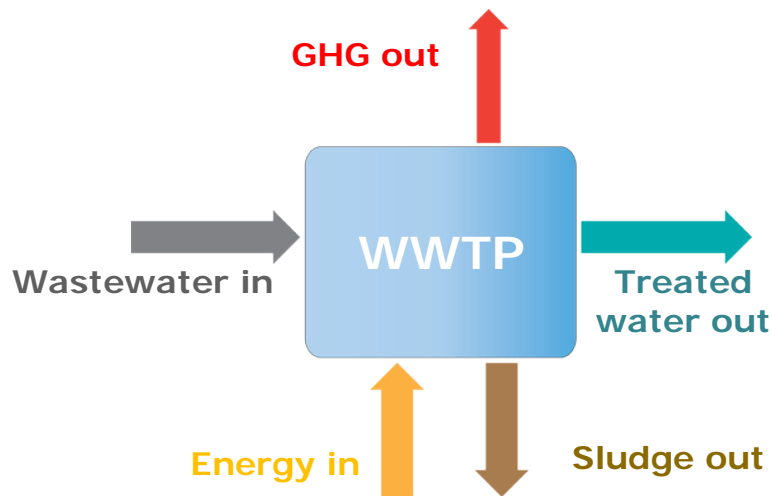 GHG out
WWTP
Wastewater in
Treated
water out
Energy in
Sludge out